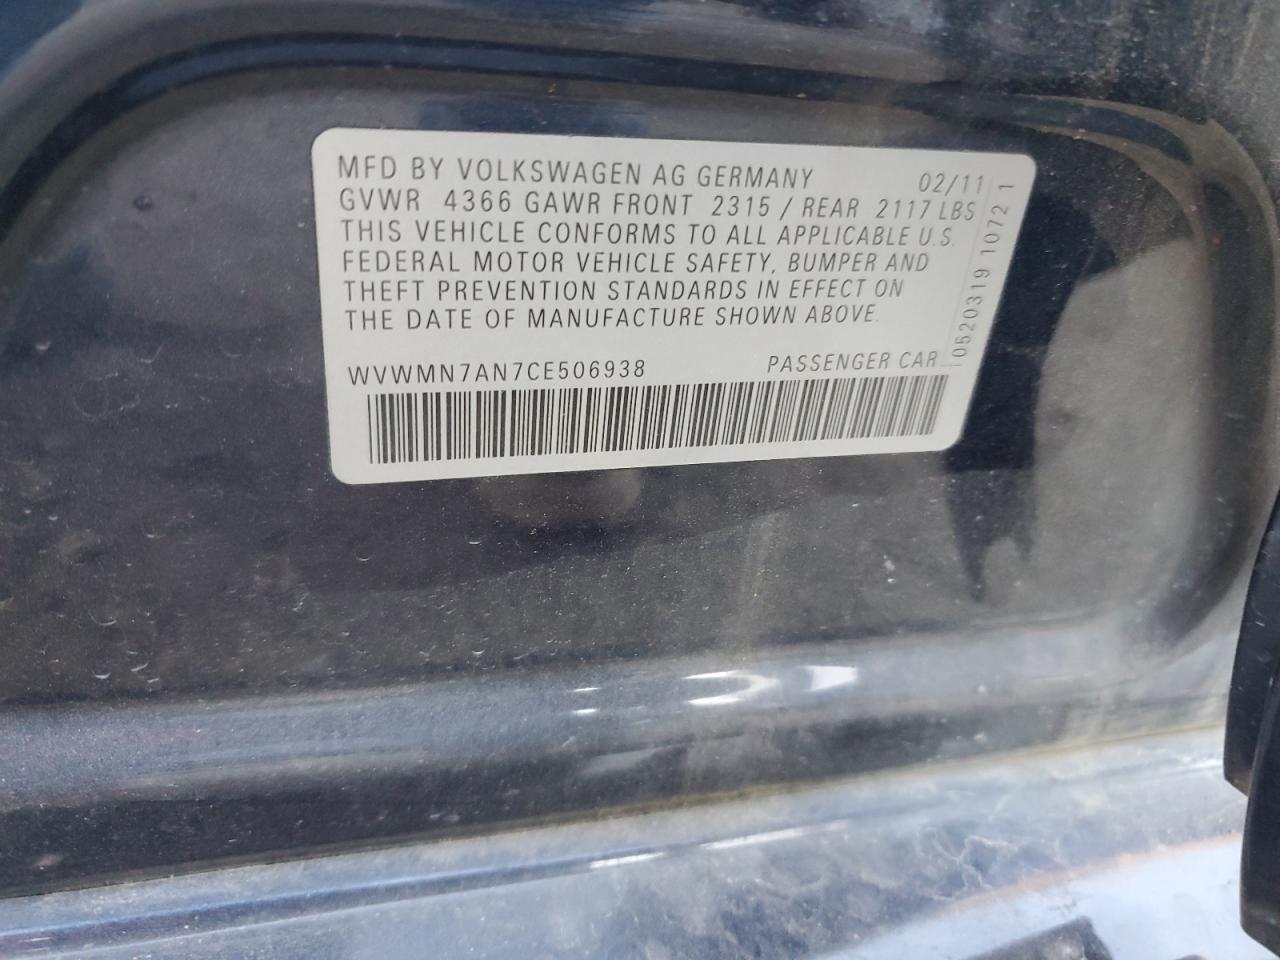 MFD BY VOLKSWAGEN AG GERMANY 02/11
GVWR 4366 GAWR FRONT 2315 / REAR 2117 LBS
THIS VEHICLE CONFORMS TO ALL APPLICABLE U.S.
FEDERAL MOTOR VEHICLE SAFETY, BUMPER AND
THEFT PREVENTION STANDARDS IN EFFECT ON
THE DATE OF MANUFACTURE SHOWN ABOVE.
WVWMN7AN7CE506938 PASSENGER CAR
0520319 1072 1